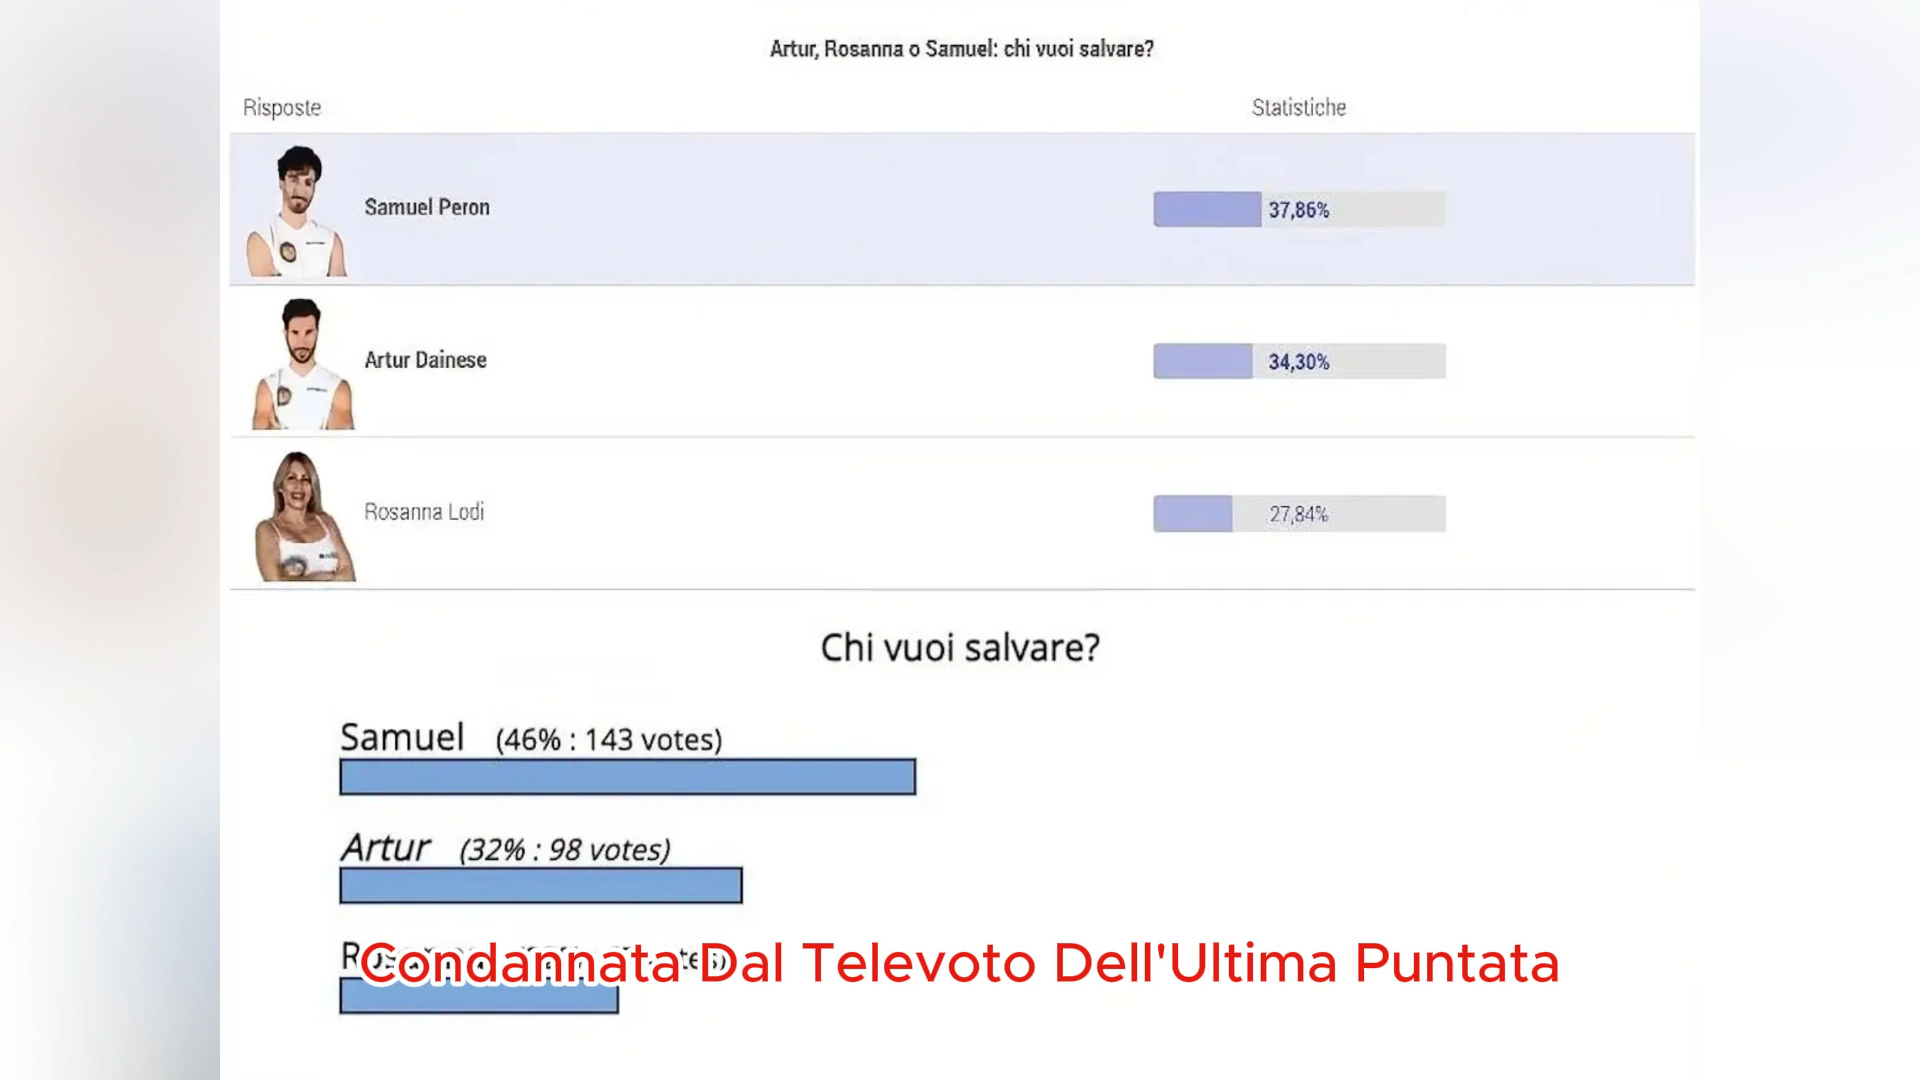 Artur, Rosanna o Samuel: chi vuoi salvare?
Risposte Statistiche
Samuel Peron 37,86%
Artur Dainese 34,30%
Rosanna Lodi 27,84%
Chi vuoi salvare?
Samuel (46% : 143 votes)
Artur (32% : 98 votes)
Condannata Dal Televoto Dell'Ultima Puntata